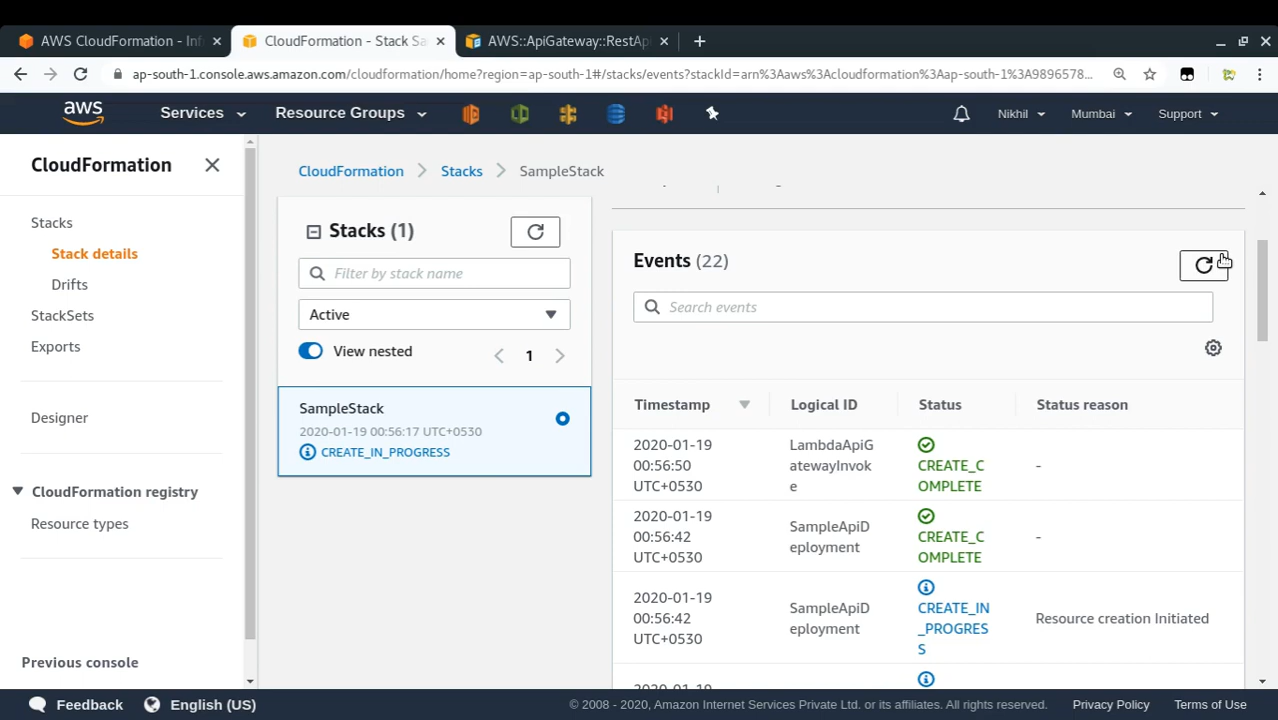 AWS CloudFormation - Inf
CloudFormation - Stack Sa
AWS::ApiGateway::RestAp
ap-south-1.console.aws.amazon.com/cloudformation/home?region=ap-south-1#/stacks/events?stackId=arn%3Aaws%3Acloudformation%3Aap-south-1%3A9896578...
aws
Services
Resource Groups
Nikhil
Mumbai
Support
CloudFormation
Stacks
Stack details
Drifts
StackSets
Exports
Designer
CloudFormation registry
Resource types
Previous console
CloudFormation
Stacks
SampleStack
Stacks (1)
Filter by stack name
Active
View nested
1
SampleStack
2020-01-19 00:56:17 UTC+0530
CREATE_IN_PROGRESS
Events (22)
Search events
Timestamp
Logical ID
Status
Status reason
2020-01-19
00:56:50
UTC+0530
LambdaApiG
atewayInvok
e
CREATE_C
OMPLETE
-
2020-01-19
00:56:42
UTC+0530
SampleApiD
eployment
CREATE_C
OMPLETE
-
2020-01-19
00:56:42
UTC+0530
SampleApiD
eployment
CREATE_IN
_PROGRES
S
Resource creation Initiated
Feedback
English (US)
© 2008 - 2020, Amazon Internet Services Private Ltd. or its affiliates. All rights reserved.
Privacy Policy
Terms of Use